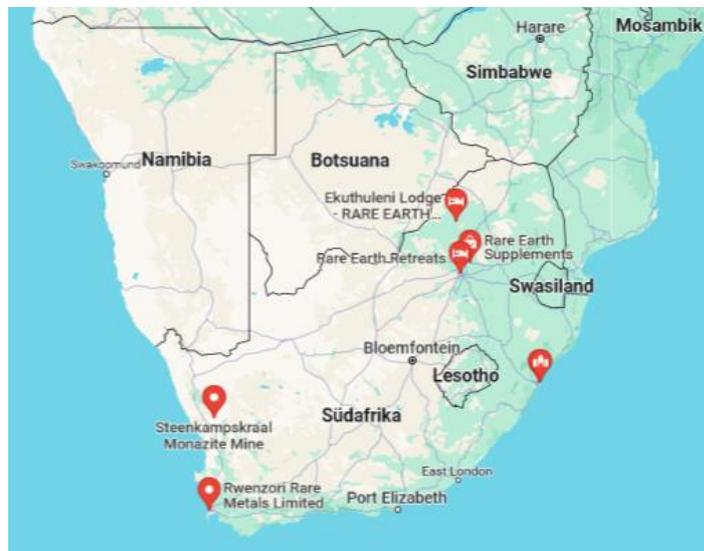 Harare
Mosambik
Simbabwe
Swakopmund
Namibia
Botsuana
Ekuthuleni Lodge
- RARE EARTH...
Rare Earth
Supplements
Rare Earth Retreats
Swasiland
Bloemfontein
Lesotho
Steenkampskraal
Monazite Mine
Südafrika
East London
Rwenzori Rare
Metals Limited
Port Elizabeth